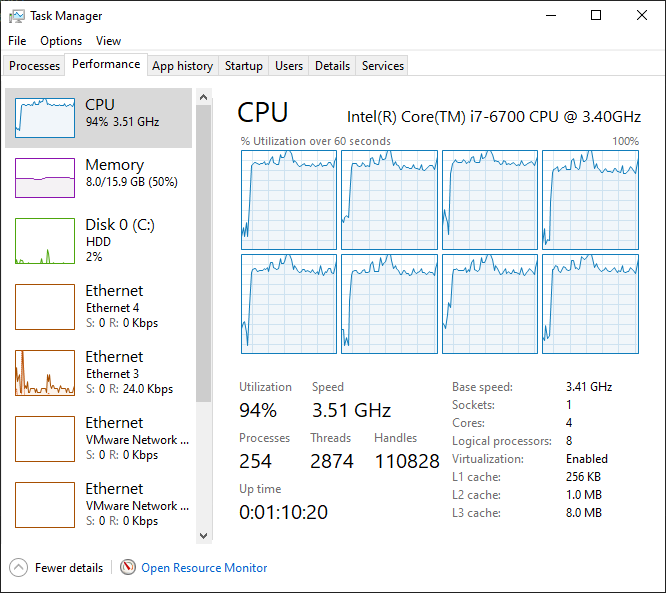 Task Manager
File Options View
Processes Performance App history Startup Users Details Services
CPU
94% 3.51 GHz
Memory
8.0/15.9 GB (50%)
Disk 0 (C:)
HDD
2%
Ethernet
Ethernet 4
S: 0 R: 0 Kbps
Ethernet
Ethernet 3
S: 0 R: 24.0 Kbps
Ethernet
VMware Network ...
S: 0 R: 0 Kbps
Ethernet
VMware Network ...
S: 0 R: 0 Kbps
CPU Intel(R) Core(TM) i7-6700 CPU @ 3.40GHz
% Utilization over 60 seconds 100%
Utilization Speed
94% 3.51 GHz
Processes Threads Handles
254 2874 110828
Up time
0:01:10:20
Base speed: 3.41 GHz
Sockets: 1
Cores: 4
Logical processors: 8
Virtualization: Enabled
L1 cache: 256 KB
L2 cache: 1.0 MB
L3 cache: 8.0 MB
Fewer details Open Resource Monitor